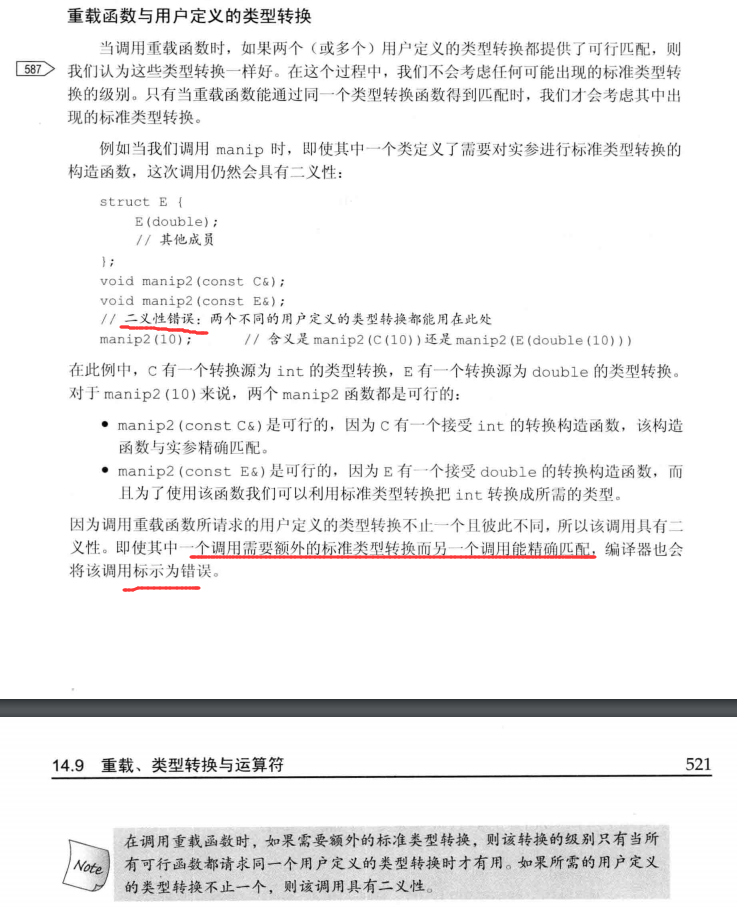 重载函数与用户定义的类型转换
当调用重载函数时，如果两个（或多个）用户定义的类型转换都提供了可行匹配，则
587
我们认为这些类型转换一样好。在这个过程中，我们不会考虑任何可能出现的标准类型转
换的级别。只有当重载函数能通过同一个类型转换函数得到匹配时，我们才会考虑其中出
现的标准类型转换。
例如当我们调用 manip 时，即使其中一个类定义了需要对实参进行标准类型转换的
构造函数，这次调用仍然会具有二义性：
struct E {
E(double);
// 其他成员
};
void manip2(const C&);
void manip2(const E&);
// 二义性错误：两个不同的用户定义的类型转换都能用在此处
manip2(10); // 含义是 manip2(C(10))还是 manip2(E(double(10)))
在此例中，C 有一个转换源为 int 的类型转换，E 有一个转换源为 double 的类型转换。
对于 manip2(10)来说，两个 manip2 函数都是可行的：
• manip2(const C&)是可行的，因为 C 有一个接受 int 的转换构造函数，该构造
函数与实参精确匹配。
• manip2(const E&)是可行的，因为 E 有一个接受 double 的转换构造函数，而
且为了使用该函数我们可以利用标准类型转换把 int 转换成所需的类型。
因为调用重载函数所请求的用户定义的类型转换不止一个且彼此不同，所以该调用具有二
义性。即使其中一个调用需要额外的标准类型转换而另一个调用能精确匹配，编译器也会
将该调用标示为错误。
14.9 重载、类型转换与运算符 521
在调用重载函数时，如果需要额外的标准类型转换，则该转换的级别只有当所
Note 有可行函数都请求同一个用户定义的类型转换时才有用。如果所需的用户定义
的类型转换不止一个，则该调用具有二义性。